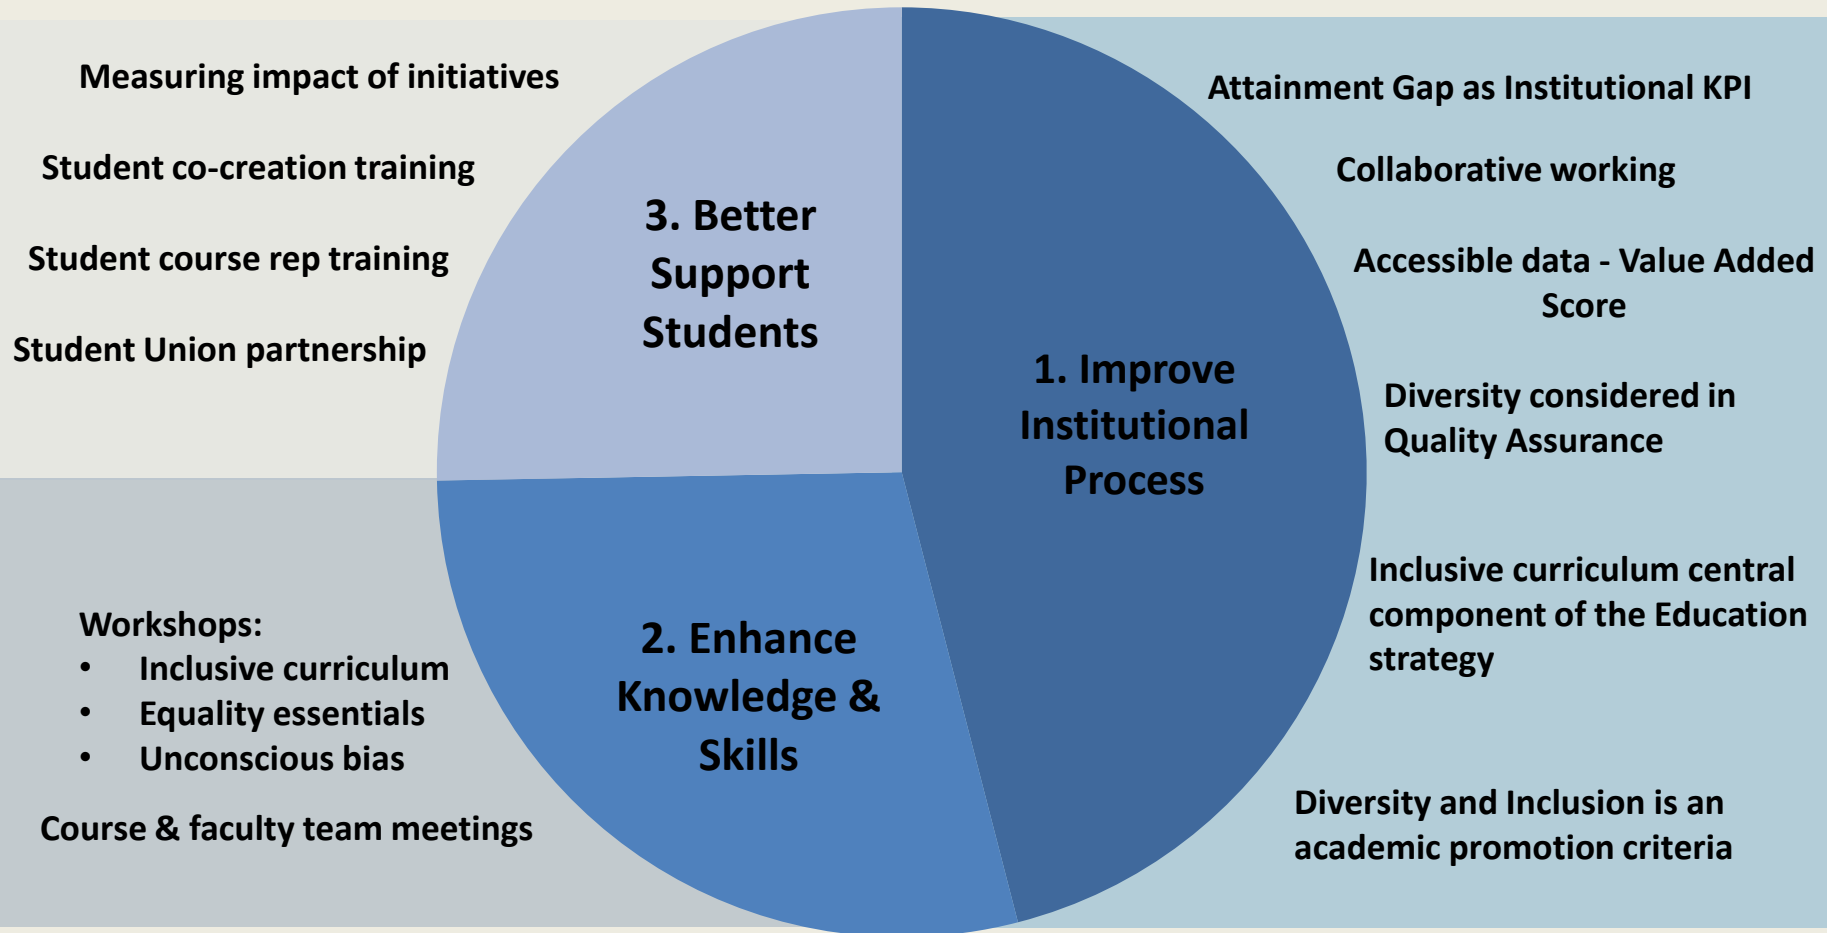 Measuring impact of initiatives
Student co-creation training
Student course rep training
Student Union partnership
3. Better
Support
Students
Attainment Gap as Institutional KPI
Collaborative working
Accessible data - Value Added
Score
Diversity considered in
Quality Assurance
Inclusive curriculum central
component of the Education
strategy
Diversity and Inclusion is an
academic promotion criteria
1. Improve
Institutional
Process
Workshops:
• Inclusive curriculum
• Equality essentials
• Unconscious bias
Course & faculty team meetings
2. Enhance
Knowledge &
Skills